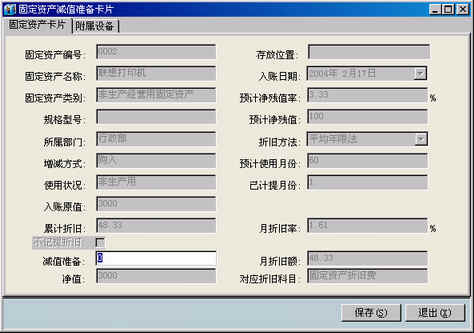 固定资产减值准备卡片
固定资产卡片 附属设备
固定资产编号: 0002 存放位置:
固定资产名称: 联想打印机 入账日期: 2004年 2月17日
固定资产类别: 非生产经营用固定资产 预计净残值率: 3.33 %
规格型号: 预计净残值: 100
所属部门: 行政部 折旧方法: 平均年限法
增减方式: 购入 预计使用月份: 60
使用状况: 非生产用 已计提月份: 1
入账原值: 3000
累计折旧: 48.33 月折旧率: 1.61 %
不记提折旧
减值准备: 0 月折旧额: 48.33
净值: 3000 对应折旧科目: 固定资产折旧费
保存(S) 退出(X)